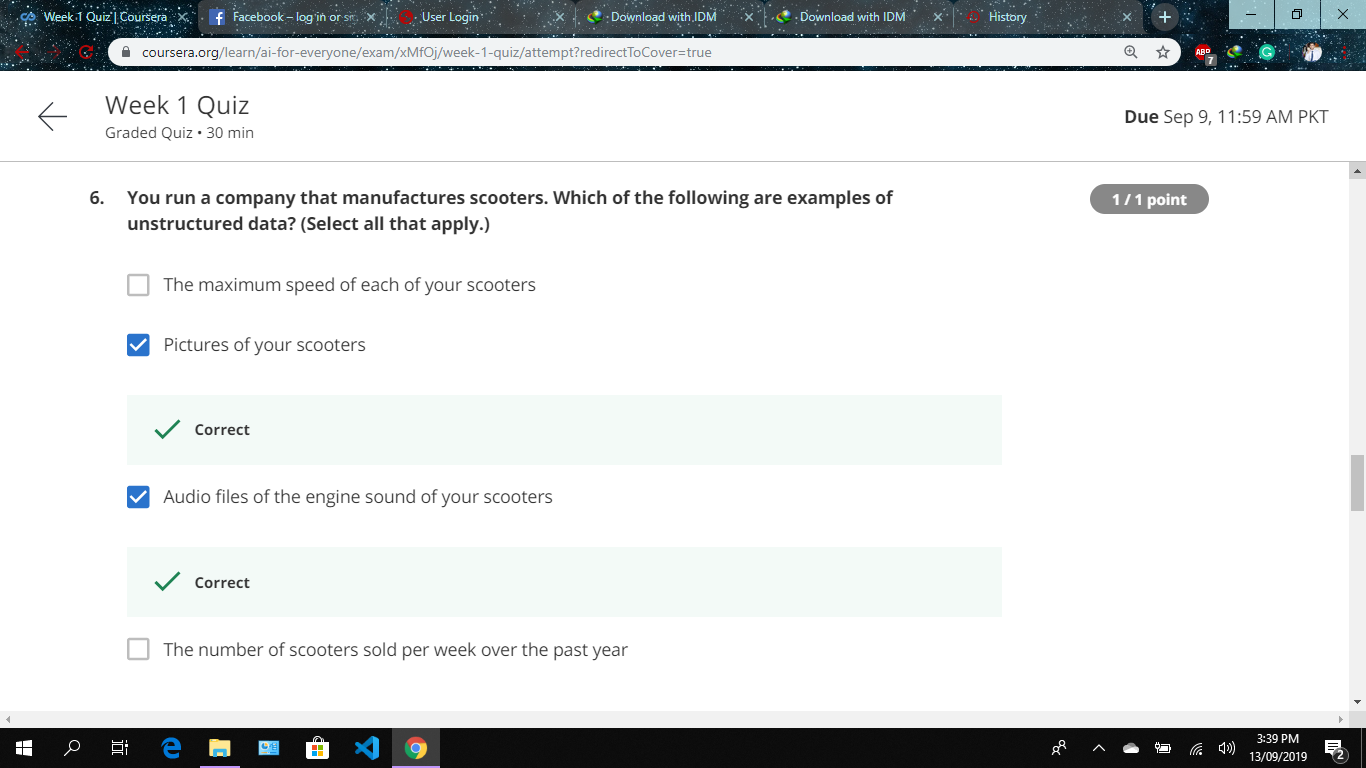 Week 1 Quiz | Coursera
Facebook – log in or
User Login
Download with IDM
Download with IDM
History
coursera.org/learn/ai-for-everyone/exam/xMfOj/week-1-quiz/attempt?redirectToCover=true
ABP
7
Week 1 Quiz
Graded Quiz • 30 min
Due Sep 9, 11:59 AM PKT
6. You run a company that manufactures scooters. Which of the following are examples of
unstructured data? (Select all that apply.)
1 / 1 point
The maximum speed of each of your scooters
Pictures of your scooters
Correct
Audio files of the engine sound of your scooters
Correct
The number of scooters sold per week over the past year
3:39 PM
13/09/2019
2